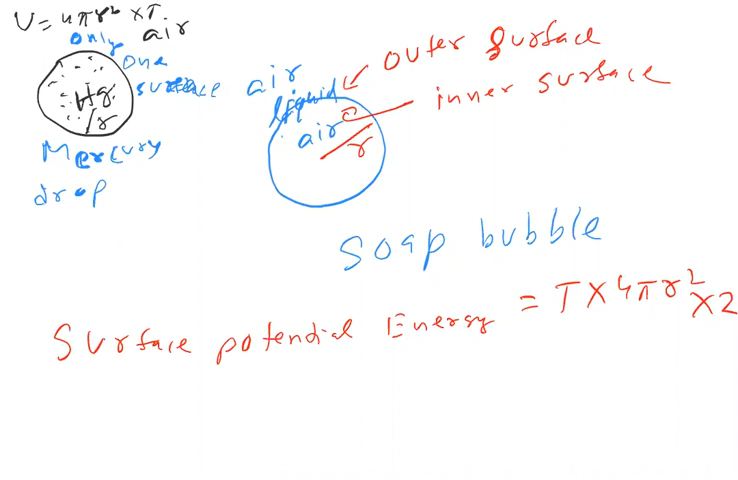 U = 4πr² × T
air
only
one
surface
Hg
r
Mercury
drop
air
liquid
air
r
outer surface
inner surface
Soap bubble
Surface potential Energy = T × 4πr² × 2